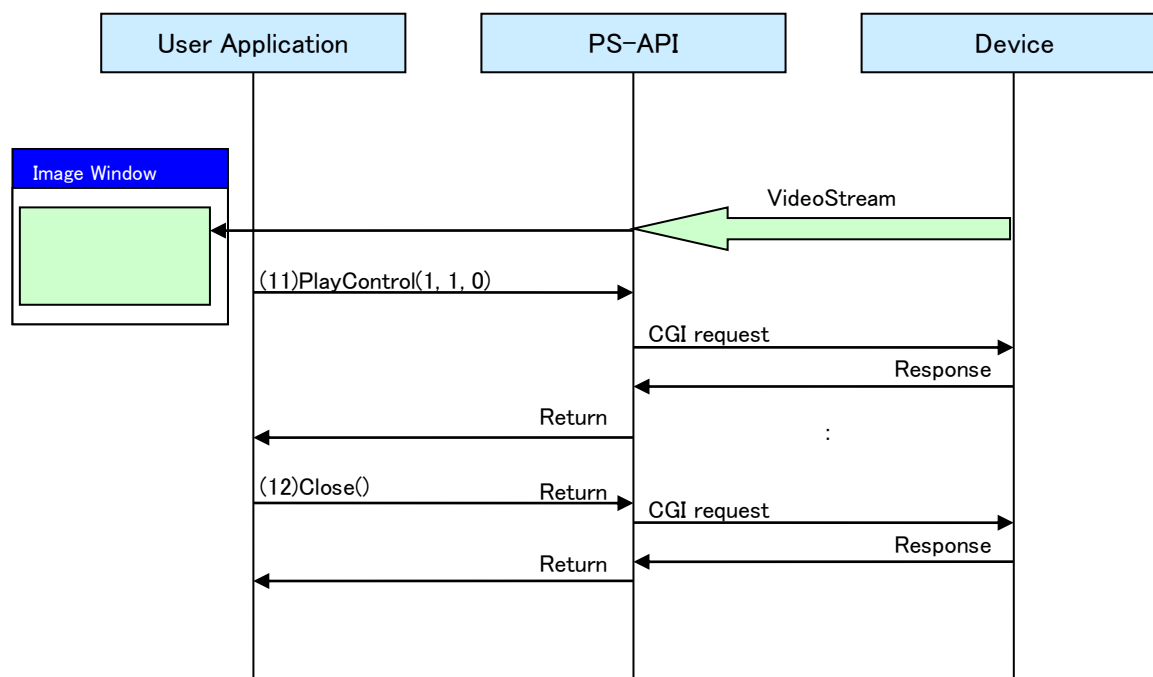 User Application
PS-API
Device
Image Window
VideoStream
(11)PlayControl(1, 1, 0)
CGI request
Response
Return
:
(12)Close()
Return
CGI request
Response
Return